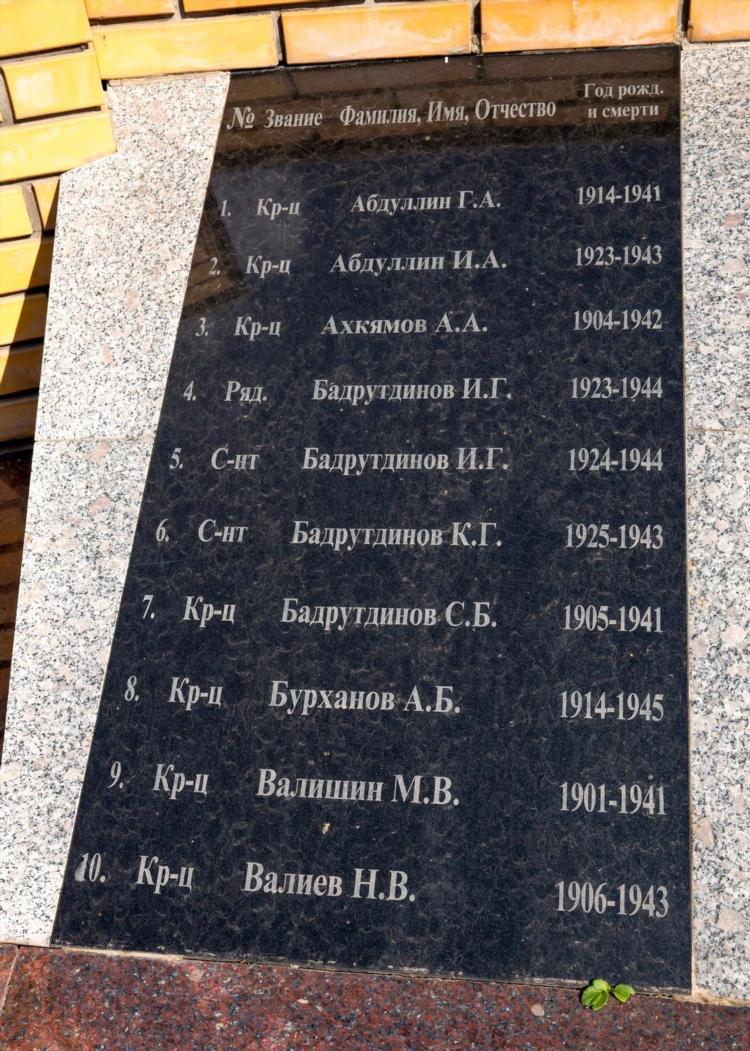 № Звание Фамилия, Имя, Отчество Год рожд. и смерти
1. Кр-ц Абдуллин Г.А. 1914-1941
2. Кр-ц Абдуллин И.А. 1923-1943
3. Кр-ц Ахкямов А.А. 1904-1942
4. Ряд. Бадрутдинов И.Г. 1923-1944
5. С-нт Бадрутдинов И.Г. 1924-1944
6. С-нт Бадрутдинов К.Г. 1925-1943
7. Кр-ц Бадрутдинов С.Б. 1905-1941
8. Кр-ц Бурханов А.Б. 1914-1945
9. Кр-ц Валишин М.В. 1901-1941
10. Кр-ц Валиев Н.В. 1906-1943